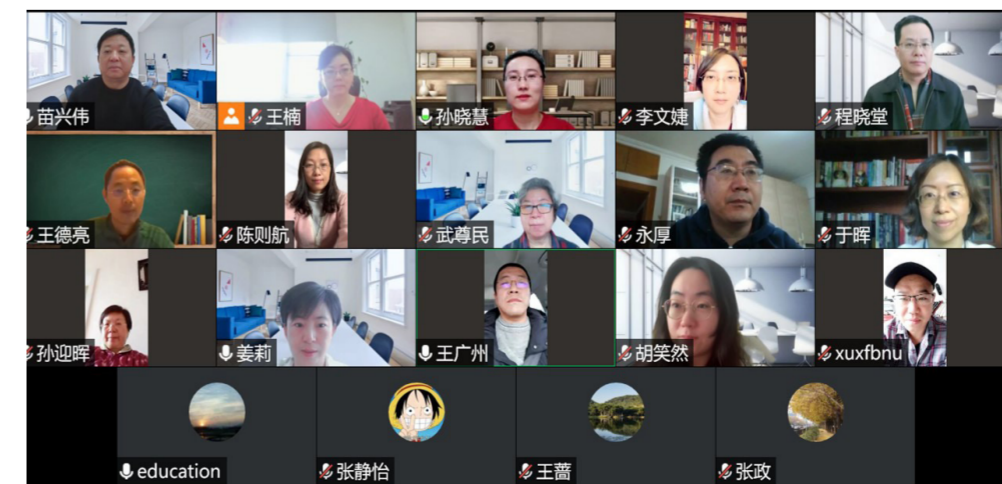 苗兴伟
王楠
孙晓慧
李文婕
程晓堂
王德亮
陈则航
武尊民
永厚
于晖
孙迎晖
姜莉
王广州
胡笑然
xuxfbnu
education
张静怡
王蔷
张政